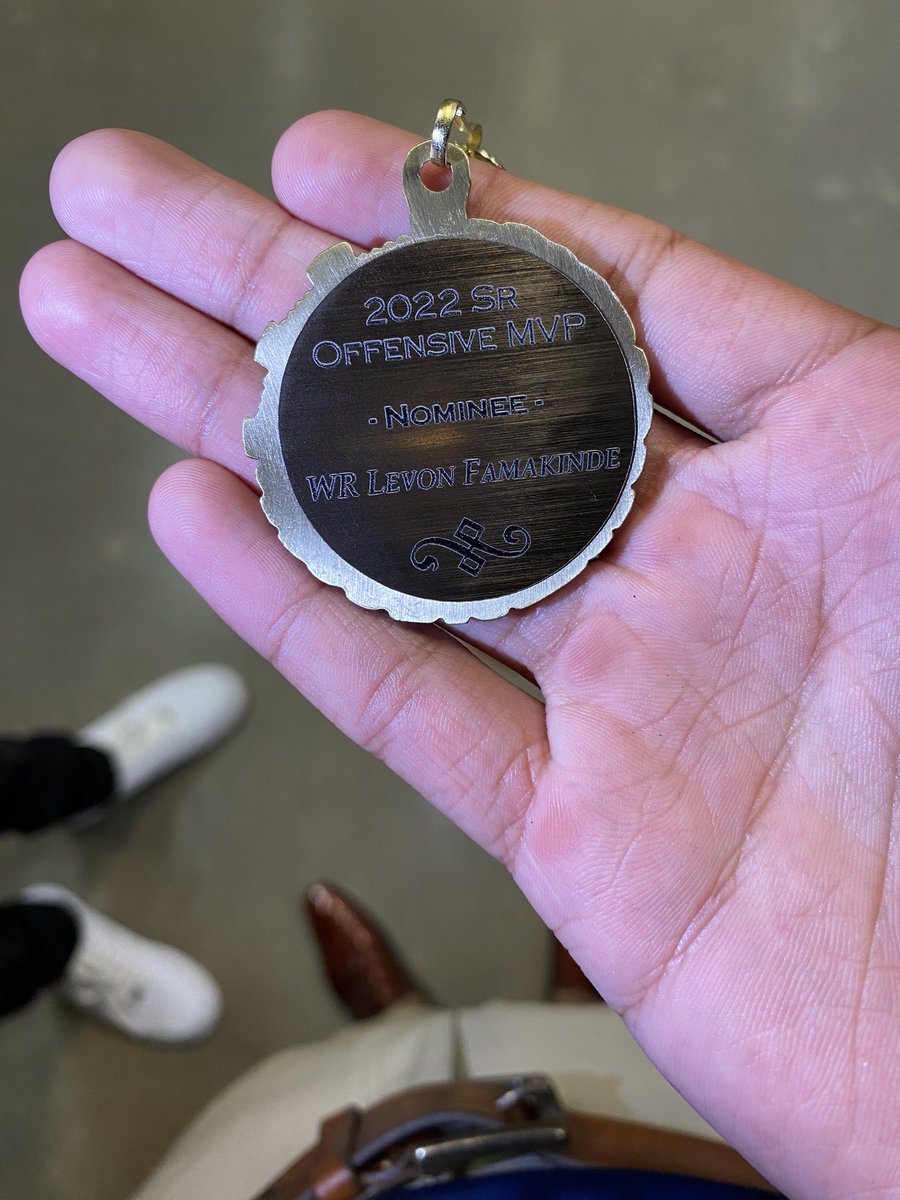 2022 Sr
Offensive MVP
- Nominee -
WR Levon Famakinde